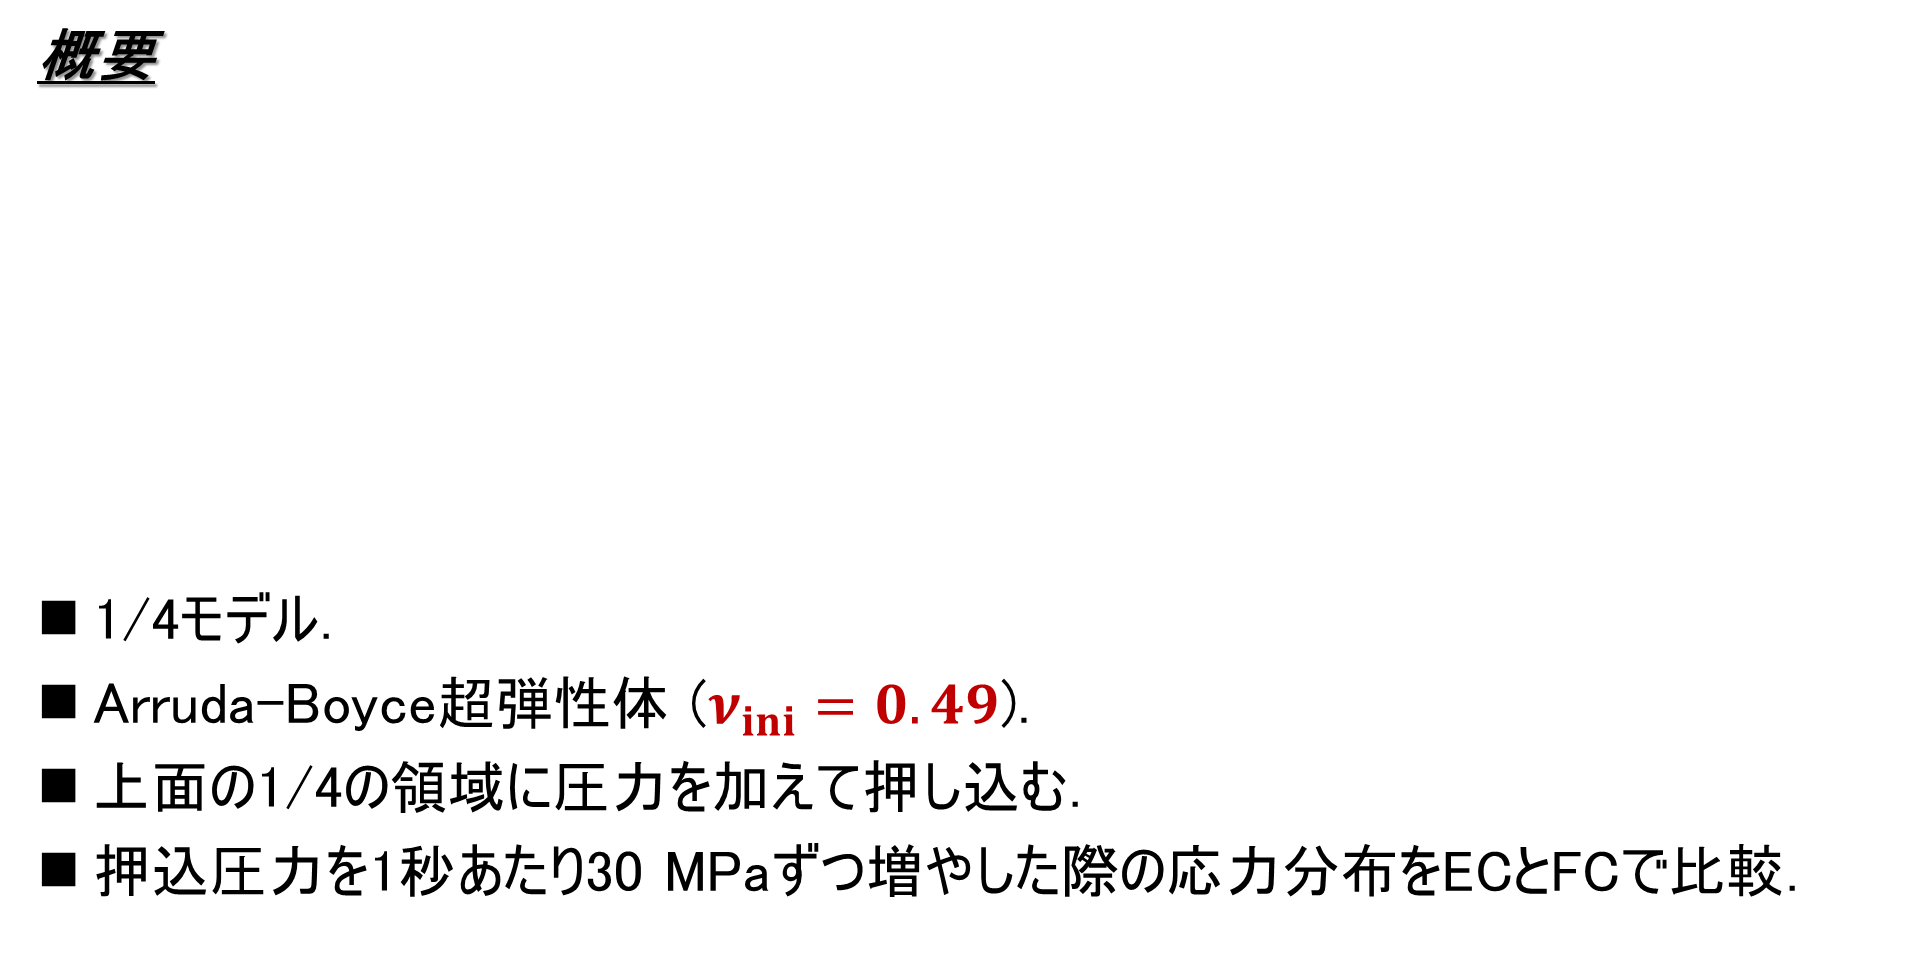 概要
■ 1/4モデル.
■ Arruda-Boyce超弾性体 (ν_ini = 0.49).
■ 上面の1/4の領域に圧力を加えて押し込む.
■ 押込圧力を1秒あたり30 MPaずつ増やした際の応力分布をECとFCで比較.